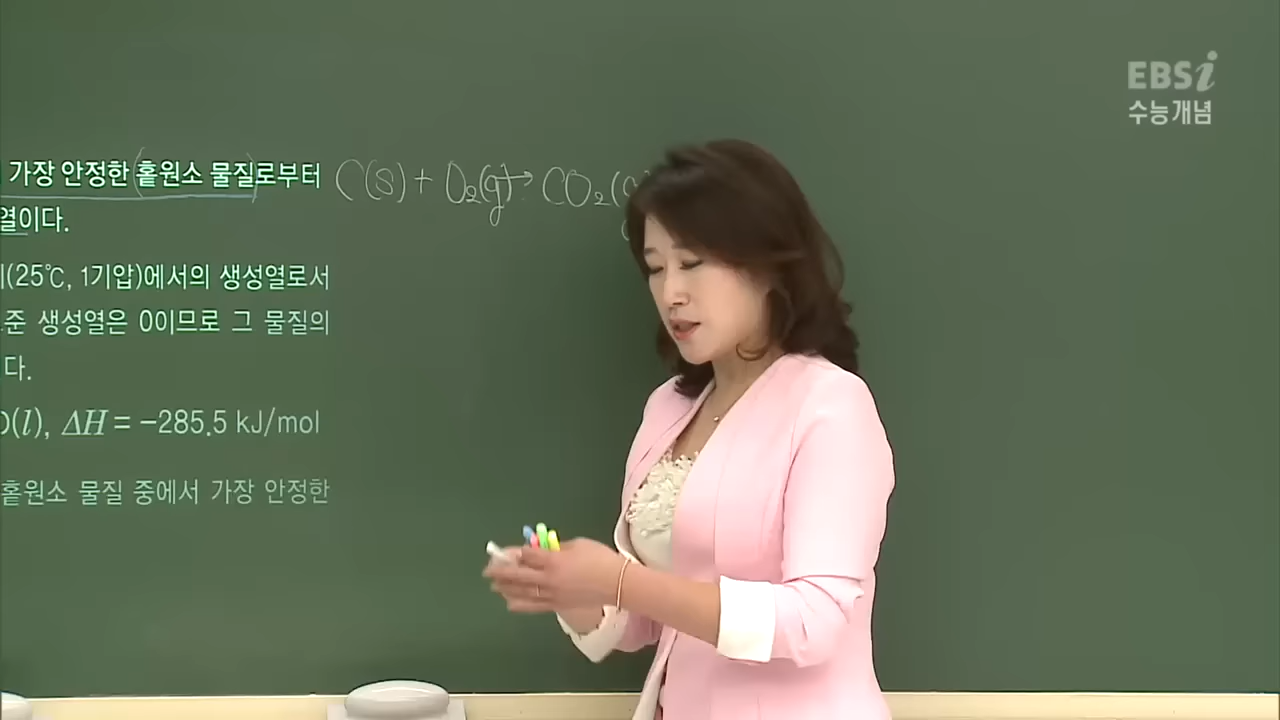 EBSi
수능개념
가장 안정한 홑원소 물질로부터 C(s) + O₂(g) → CO₂(g
열이다.
(25℃, 1기압)에서의 생성열로서
준 생성열은 0이므로 그 물질의
다.
(l), ΔH = −285.5 kJ/mol
홑원소 물질 중에서 가장 안정한